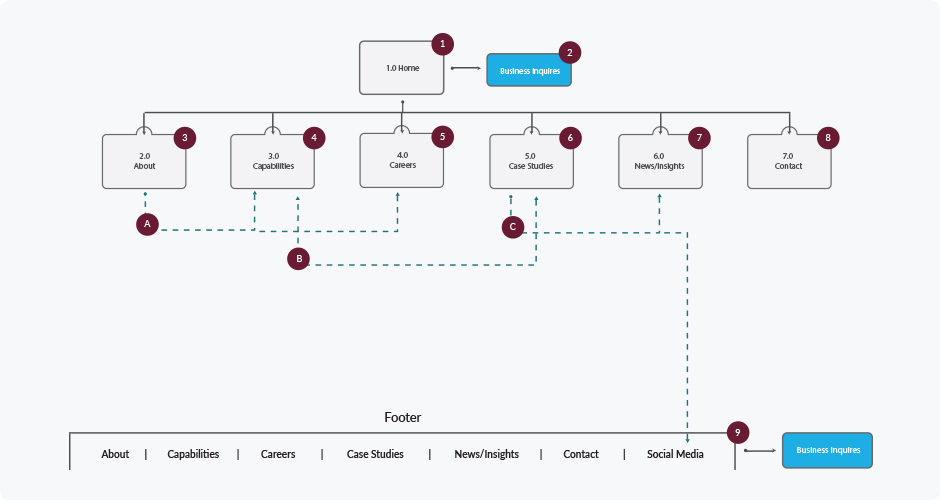 1
1.0 Home
2
Business Inquires
3
2.0
About
4
3.0
Capabilities
5
4.0
Careers
6
5.0
Case Studies
7
6.0
News/Insights
8
7.0
Contact
A
B
C
Footer
9
About | Capabilities | Careers | Case Studies | News/Insights | Contact | Social Media
Business Inquires